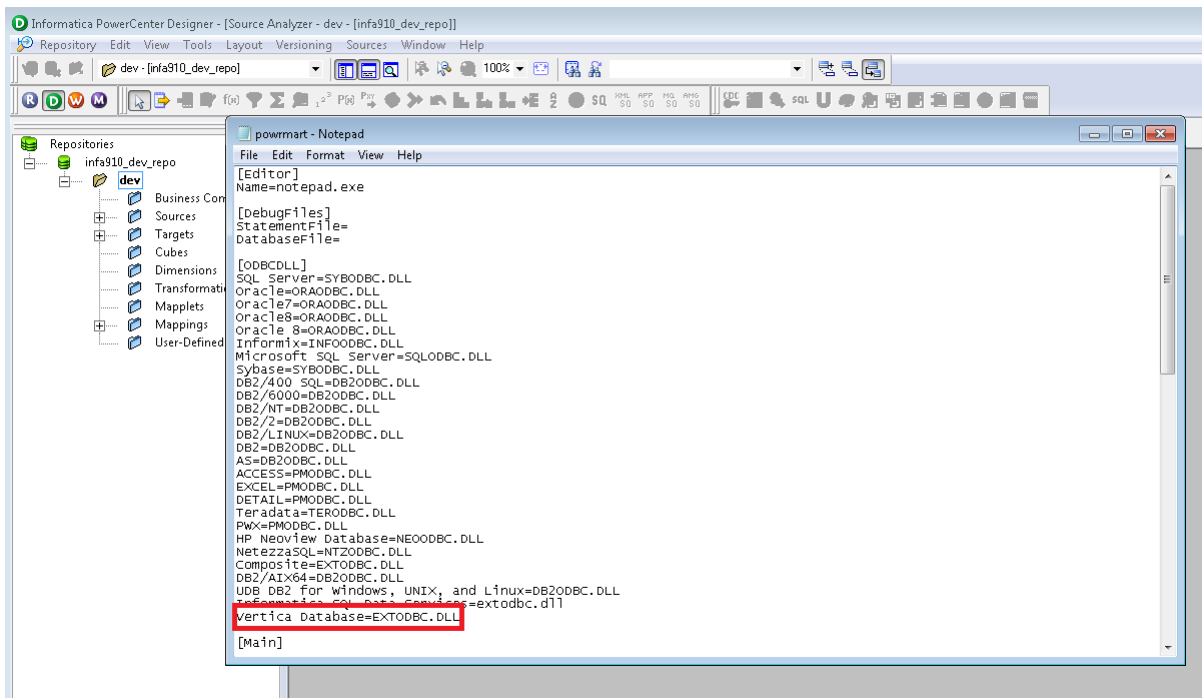 Informatica PowerCenter Designer - [Source Analyzer - dev - [infa910_dev_repo]]
Repository Edit View Tools Layout Versioning Sources Window Help
dev - [infa910_dev_repo]
100%
Repositories
infa910_dev_repo
dev
Business Con
Sources
Targets
Cubes
Dimensions
Transformati
Mapplets
Mappings
User-Defined
powrmart - Notepad
File Edit Format View Help
[Editor]
Name=notepad.exe
[DebugFiles]
StatementFile=
DatabaseFile=
[ODBCDLL]
SQL Server=SYBODBC.DLL
Oracle=ORAODBC.DLL
Oracle7=ORAODBC.DLL
Oracle8=ORAODBC.DLL
Oracle 8=ORAODBC.DLL
Informix=INFOODBC.DLL
Microsoft SQL Server=SQLODBC.DLL
Sybase=SYBODBC.DLL
DB2/400 SQL=DB2ODBC.DLL
DB2/6000=DB2ODBC.DLL
DB2/NT=DB2ODBC.DLL
DB2/2=DB2ODBC.DLL
DB2/LINUX=DB2ODBC.DLL
DB2=DB2ODBC.DLL
AS=DB2ODBC.DLL
ACCESS=PMODBC.DLL
EXCEL=PMODBC.DLL
DETAIL=PMODBC.DLL
Teradata=TERODBC.DLL
PWX=PMODBC.DLL
HP Neoview Database=NEOODBC.DLL
NetezzaSQL=NTZODBC.DLL
Composite=EXTODBC.DLL
DB2/AIX64=DB2ODBC.DLL
UDB DB2 for Windows, UNIX, and Linux=DB2ODBC.DLL
Informatica SQL Data Services=extodbc.dll
Vertica Database=EXTODBC.DLL
[Main]